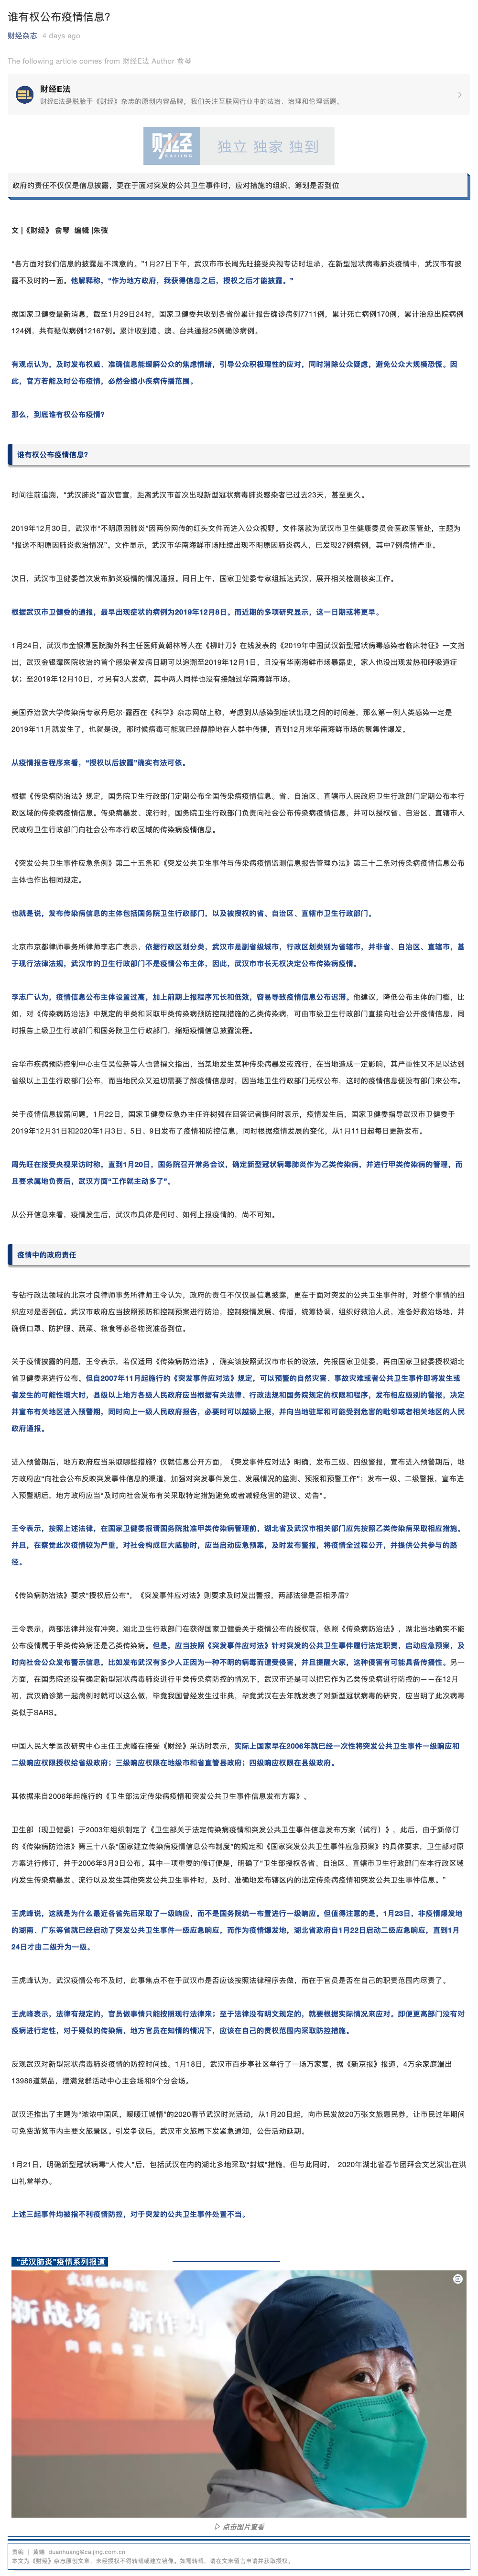 谁有权公布疫情信息?
财经杂志 4 days ago
The following article comes from 财经E法 Author 俞琴
财经E法
财经E法是脱胎于《财经》杂志的原创内容品牌，我们关注互联网行业中的法治、治理和伦理话题。
财经
CAIJING
独立 独家 独到
政府的责任不仅仅是信息披露，更在于面对突发的公共卫生事件时，应对措施的组织、筹划是否到位
文 |《财经》 俞琴 编辑 |朱弢
“各方面对我们信息的披露是不满意的。”1月27日下午，武汉市市长周先旺接受央视专访时坦承，在新型冠状病毒肺炎疫情中，武汉市有披
露不及时的一面。他解释称，“作为地方政府，我获得信息之后，授权之后才能披露。”
据国家卫健委最新消息，截至1月29日24时，国家卫健委共收到各省份累计报告确诊病例7711例，累计死亡病例170例，累计治愈出院病例
124例，共有疑似病例12167例。累计收到港、澳、台共通报25例确诊病例。
有观点认为，及时发布权威、准确信息能缓解公众的焦虑情绪，引导公众积极理性的应对，同时消除公众疑虑，避免公众大规模恐慌。因
此，官方若能及时公布疫情，必然会缩小疾病传播范围。
那么，到底谁有权公布疫情?
谁有权公布疫情信息?
时间往前追溯，“武汉肺炎”首次官宣，距离武汉市首次出现新型冠状病毒肺炎感染者已过去23天，甚至更久。
2019年12月30日，武汉市“不明原因肺炎”因两份网传的红头文件而进入公众视野。文件落款为武汉市卫生健康委员会医政医管处，主题为
“报送不明原因肺炎救治情况”。文件显示，武汉市华南海鲜市场陆续出现不明原因肺炎病人，已发现27例病例，其中7例病情严重。
次日，武汉市卫健委首次发布肺炎疫情的情况通报。同日上午，国家卫健委专家组抵达武汉，展开相关检测核实工作。
根据武汉市卫健委的通报，最早出现症状的病例为2019年12月8日。而近期的多项研究显示，这一日期或将更早。
1月24日，武汉市金银潭医院胸外科主任医师黄朝林等人在《柳叶刀》在线发表的《2019年中国武汉新型冠状病毒感染者临床特征》一文指
出，武汉金银潭医院收治的首个感染者发病日期可以追溯至2019年12月1日，且没有华南海鲜市场暴露史，家人也没出现发热和呼吸道症
状；至2019年12月10日，才另有3人发病，其中两人同样也没有接触过华南海鲜市场。
美国乔治敦大学传染病专家丹尼尔·露西在《科学》杂志网站上称，考虑到从感染到症状出现之间的时间差，那么第一例人类感染一定是
2019年11月就发生了，也就是说，那时候病毒可能就已经静静地在人群中传播，直到12月末华南海鲜市场的聚集性爆发。
从疫情报告程序来看，“授权以后披露”确实有法可依。
根据《传染病防治法》规定，国务院卫生行政部门定期公布全国传染病疫情信息。省、自治区、直辖市人民政府卫生行政部门定期公布本行
政区域的传染病疫情信息。传染病暴发、流行时，国务院卫生行政部门负责向社会公布传染病疫情信息，并可以授权省、自治区、直辖市人
民政府卫生行政部门向社会公布本行政区域的传染病疫情信息。
《突发公共卫生事件应急条例》第二十五条和《突发公共卫生事件与传染病疫情监测信息报告管理办法》第三十二条对传染病疫情信息公布
主体也作出相同规定。
也就是说，发布传染病信息的主体包括国务院卫生行政部门，以及被授权的省、自治区、直辖市卫生行政部门。
北京市京都律师事务所律师李志广表示，依据行政区划分类，武汉市是副省级城市，行政区划类别为省辖市，并非省、自治区、直辖市，基
于现行法律法规，武汉市的卫生行政部门不是疫情公布主体，因此，武汉市市长无权决定公布传染病疫情。
李志广认为，疫情信息公布主体设置过高，加上前期上报程序冗长和低效，容易导致疫情信息公布迟滞。他建议，降低公布主体的门槛，比
如，对《传染病防治法》中规定的甲类和采取甲类传染病预防控制措施的乙类传染病，可由市级卫生行政部门直接向社会公开疫情信息，同
时报告上级卫生行政部门和国务院卫生行政部门，缩短疫情信息披露流程。
金华市疾病预防控制中心主任吴位新等人也曾撰文指出，当某地发生某种传染病暴发或流行，在当地造成一定影响，其严重性又不足以达到
省级以上卫生行政部门公布，而当地民众又迫切需要了解疫情信息时，因当地卫生行政部门无权公布，这时的疫情信息便没有部门来公布。
关于疫情信息披露问题，1月22日，国家卫健委应急办主任许树强在回答记者提问时表示，疫情发生后，国家卫健委指导武汉市卫健委于
2019年12月31日和2020年1月3日、5日、9日发布了疫情和防控信息，同时根据疫情发展的变化，从1月11日起每日更新发布。
周先旺在接受央视采访时称，直到1月20日，国务院召开常务会议，确定新型冠状病毒肺炎作为乙类传染病，并进行甲类传染病的管理，而
且要求属地负责后，武汉方面“工作就主动多了”。
从公开信息来看，疫情发生后，武汉市具体是何时、如何上报疫情的，尚不可知。
疫情中的政府责任
专钻行政法领域的北京才良律师事务所律师王令认为，政府的责任不仅仅是信息披露，更在于面对突发的公共卫生事件时，对整个事情的组
织应对是否到位。武汉市政府应当按照预防和控制预案进行防治，控制疫情发展、传播，统筹协调，组织好救治人员，准备好救治场地，并
确保口罩、防护服、蔬菜、粮食等必备物资准备到位。
关于疫情披露的问题，王令表示，若仅适用《传染病防治法》，确实该按照武汉市市长的说法，先报国家卫健委，再由国家卫健委授权湖北
省卫健委来进行公布。但自2007年11月起施行的《突发事件应对法》规定，可以预警的自然灾害、事故灾难或者公共卫生事件即将发生或
者发生的可能性增大时，县级以上地方各级人民政府应当根据有关法律、行政法规和国务院规定的权限和程序，发布相应级别的警报，决定
并宣布有关地区进入预警期，同时向上一级人民政府报告，必要时可以越级上报，并向当地驻军和可能受到危害的毗邻或者相关地区的人民
政府通报。
进入预警期后，地方政府应当采取哪些措施？仅就信息公开方面，《突发事件应对法》明确，发布三级、四级警报，宣布进入预警期后，地
方政府应“向社会公布反映突发事件信息的渠道，加强对突发事件发生、发展情况的监测、预报和预警工作”；发布一级、二级警报，宣布进
入预警期后，地方政府应当“及时向社会发布有关采取特定措施避免或者减轻危害的建议、劝告”。
王令表示，按照上述法律，在国家卫健委报请国务院批准甲类传染病管理前，湖北省及武汉市相关部门应先按照乙类传染病采取相应措施。
并且，在察觉此次疫情较为严重，对社会构成巨大威胁时，应当启动应急预案，及时发布警报，将疫情全过程公开，并提供公共参与的路
径。
《传染病防治法》要求“授权后公布”，《突发事件应对法》则要求及时发出警报，两部法律是否相矛盾？
王令表示，两部法律并没有冲突。湖北卫生行政部门在获得国家卫健委关于疫情公布的授权前，依照《传染病防治法》，湖北当地确实不能
公布疫情属于甲类传染病还是乙类传染病。但是，应当按照《突发事件应对法》针对突发的公共卫生事件履行法定职责，启动应急预案，及
时向社会公众发布警示信息，比如发布武汉有多少人正因为一种不明的病毒而遭受侵害，并且提醒大家，这种侵害有可能具备传播性。另一
方面，在国务院还没有确定新型冠状病毒肺炎进行甲类传染病防控的情况下，武汉市还是可以把它作为乙类传染病进行防控的——在12月
初，武汉确诊第一起病例时就可以这么做，毕竟我国曾经发生过非典，毕竟武汉在去年就发表了对新型冠状病毒的研究，应当明了此次病毒
类似于SARS。
中国人民大学医改研究中心主任王虎峰在接受《财经》采访时表示，实际上国家早在2006年就已经一次性将突发公共卫生事件一级响应和
二级响应权限授权给省级政府；三级响应权限在地级市和省直管县政府；四级响应权限在县级政府。
其依据来自2006年起施行的《卫生部法定传染病疫情和突发公共卫生事件信息发布方案》。
卫生部（现卫健委）于2003年组织制定了《卫生部关于法定传染病疫情和突发公共卫生事件信息发布方案（试行）》，此后，由于新修订
的《传染病防治法》第三十八条“国家建立传染病疫情信息公布制度”的规定和《国家突发公共卫生事件应急预案》的具体要求，卫生部对原
方案进行修订，并于2006年3月3日公布。其中一项重要的修订便是，明确了“卫生部授权各省、自治区、直辖市卫生行政部门在本行政区域
内发生传染病暴发、流行以及发生其他突发公共卫生事件时，及时、准确地发布辖区内的法定传染病疫情和突发公共卫生事件信息。”
王虎峰说，这就是为什么最近各省先后采取了一级响应，而不是国务院统一布置进行一级响应。但值得注意的是，1月23日，非疫情爆发地
的湖南、广东等省就已经启动了突发公共卫生事件一级应急响应，而作为疫情爆发地，湖北省政府自1月22日启动二级应急响应，直到1月
24日才由二级升为一级。
王虎峰认为，武汉疫情公布不及时，此事焦点不在于武汉市是否应该按照法律程序去做，而在于官员是否在自己的职责范围内尽责了。
王虎峰表示，法律有规定的，官员做事情只能按照现行法律来；至于法律没有明文规定的，就要根据实际情况来应对。即便更高部门没有对
疫病进行定性，对于疑似的传染病，地方官员在知情的情况下，应该在自己的责权范围内采取防控措施。
反观武汉对新型冠状病毒肺炎疫情的防控时间线。1月18日，武汉市百步亭社区举行了一场万家宴，据《新京报》报道，4万余家庭端出
13986道菜品，摆满党群活动中心主会场和9个分会场。
武汉还推出了主题为“浓浓中国风，暖暖江城情”的2020春节武汉时光活动，从1月20日起，向市民发放20万张文旅惠民券，让市民过年期间
可免费游览市内主要文旅景区。引发争议后，武汉市文旅局下发紧急通知，公告活动延期。
1月21日，明确新型冠状病毒“人传人”后，包括武汉在内的湖北多地采取“封城”措施，但与此同时， 2020年湖北省春节团拜会文艺演出在洪
山礼堂举办。
上述三起事件均被指不利疫情防控，对于突发的公共卫生事件处置不当。
“武汉肺炎”疫情系列报道
新战场 新作为
▷ 点击图片查看
责编 | 黄端 duanhuang@caijing.com.cn
本文为《财经》杂志原创文章，未经授权不得转载或建立镜像。如需转载，请在文末留言申请并获取授权。